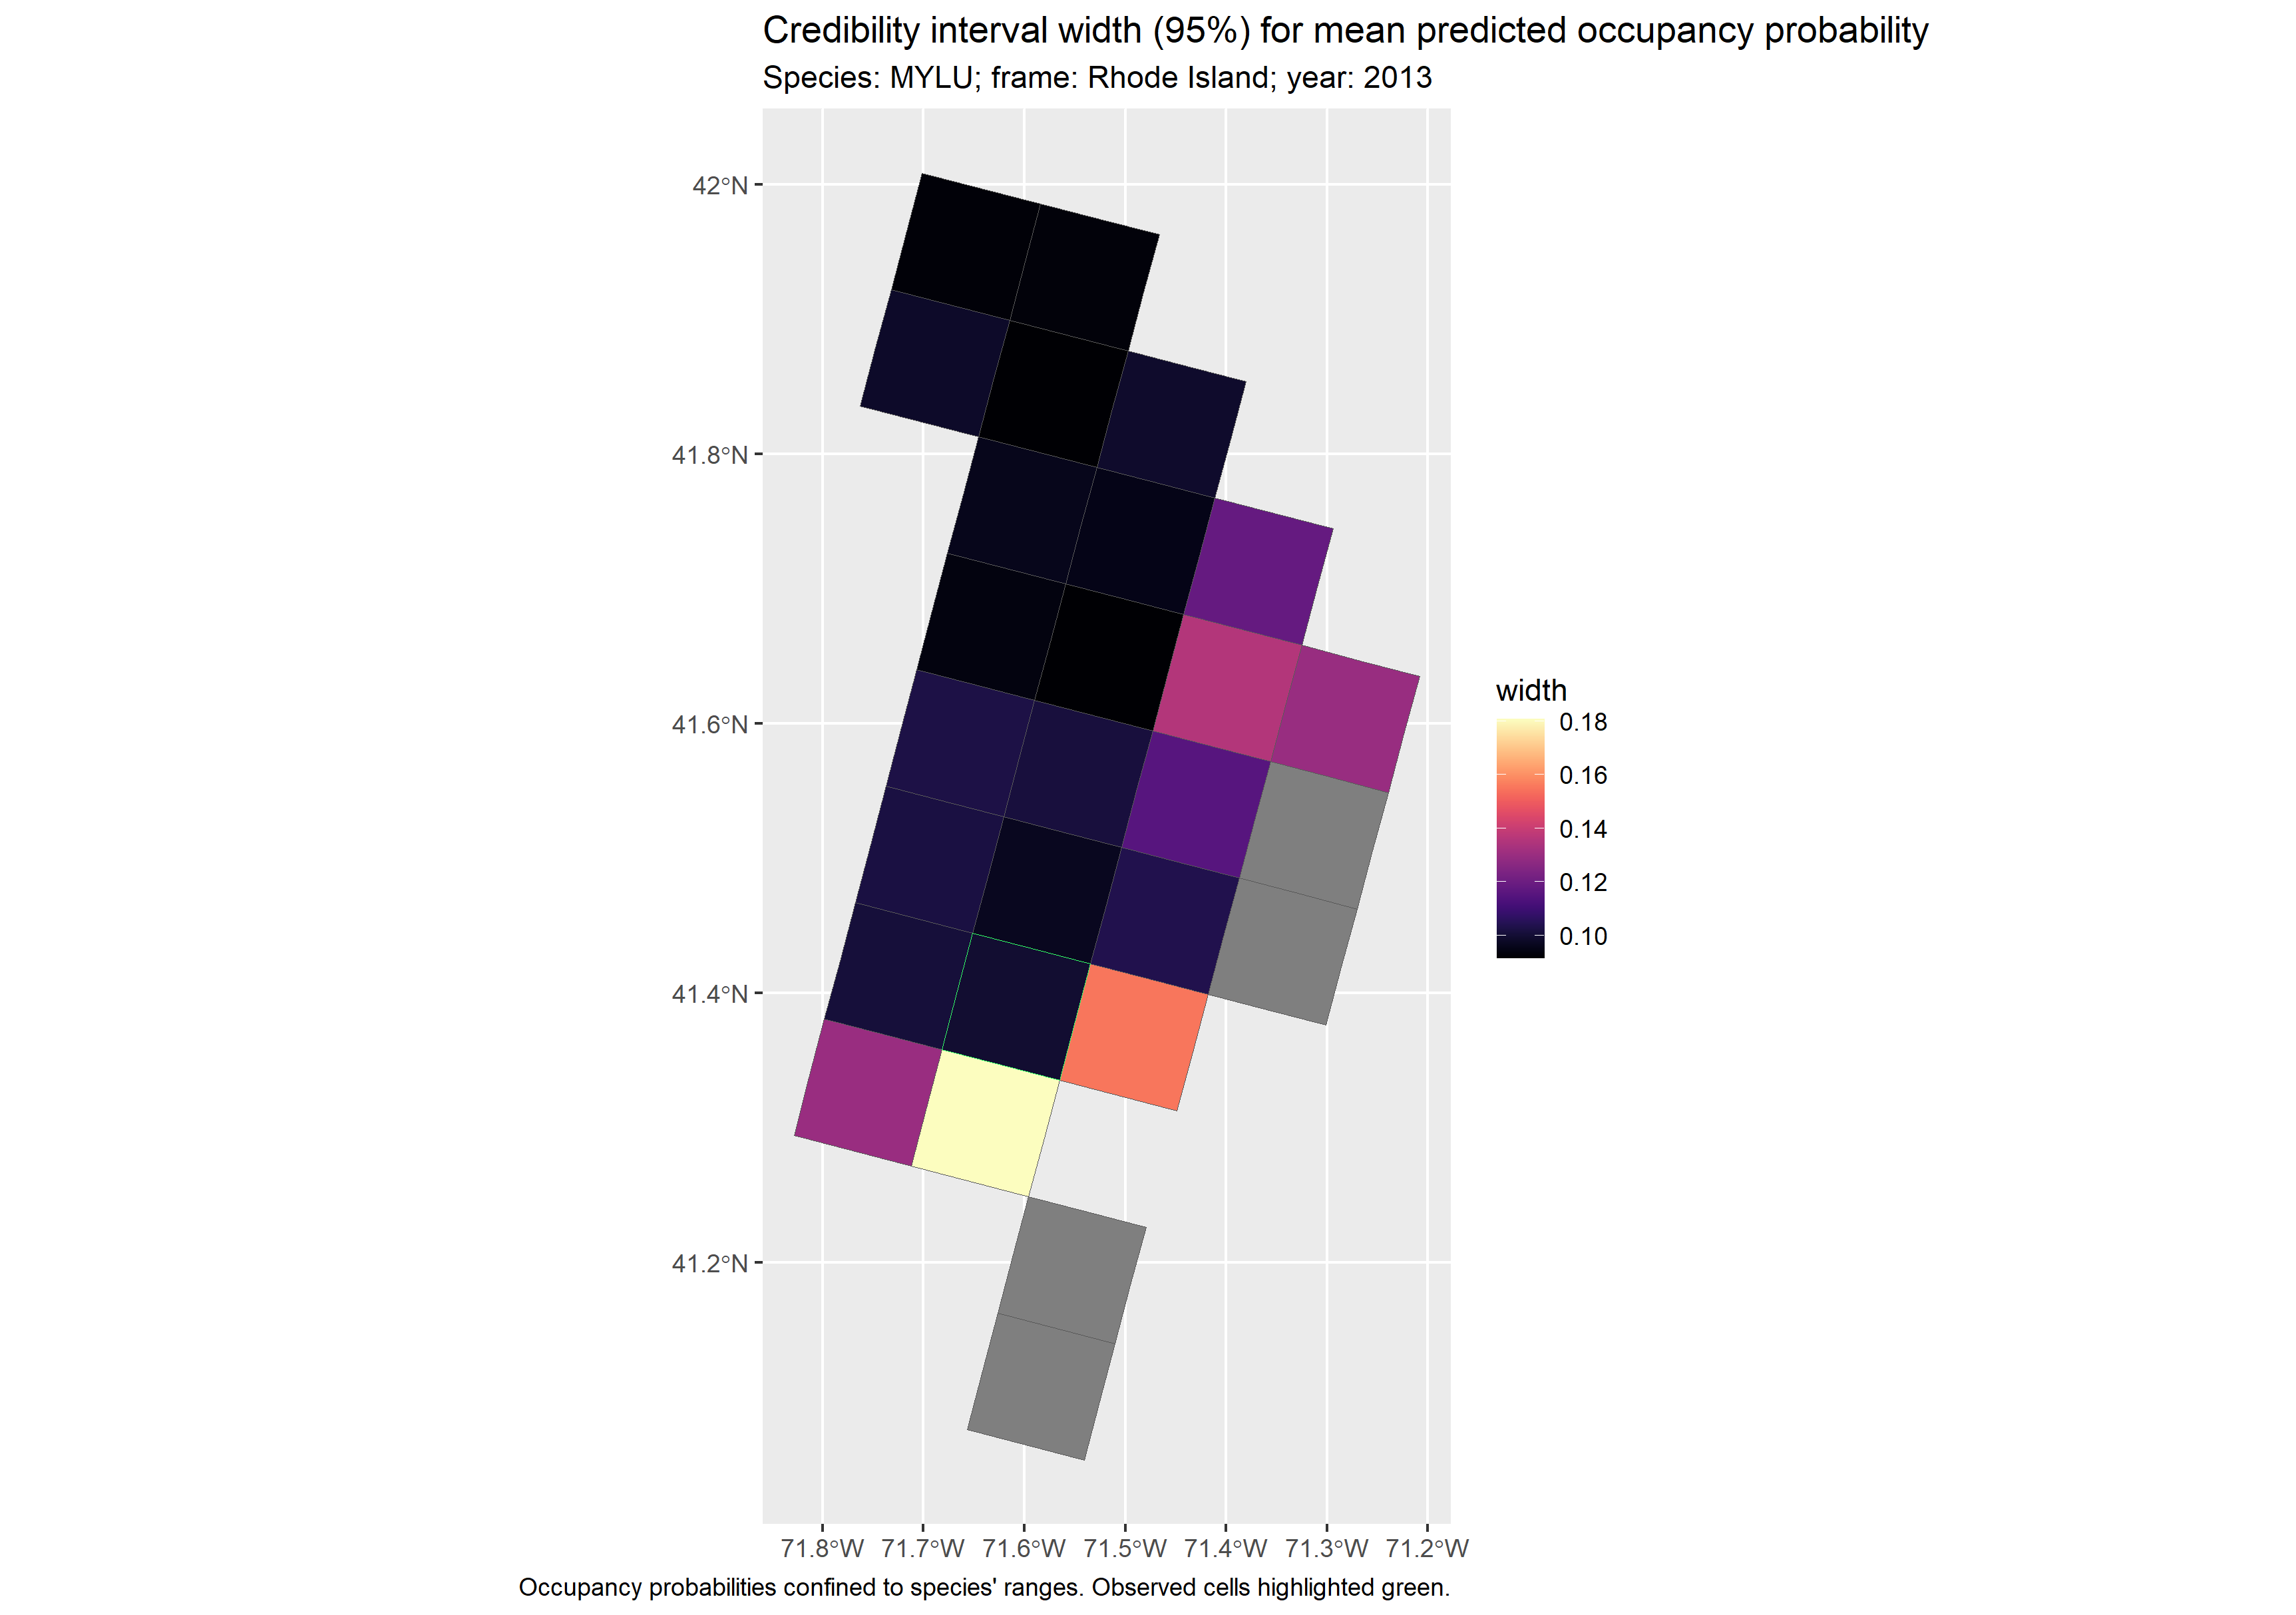 Credibility interval width (95%) for mean predicted occupancy probability
Species: MYLU; frame: Rhode Island; year: 2013
42°N
41.8°N
41.6°N
41.4°N
41.2°N
71.8°W 71.7°W 71.6°W 71.5°W 71.4°W 71.3°W 71.2°W
width
0.18
0.16
0.14
0.12
0.10
Occupancy probabilities confined to species' ranges. Observed cells highlighted green.